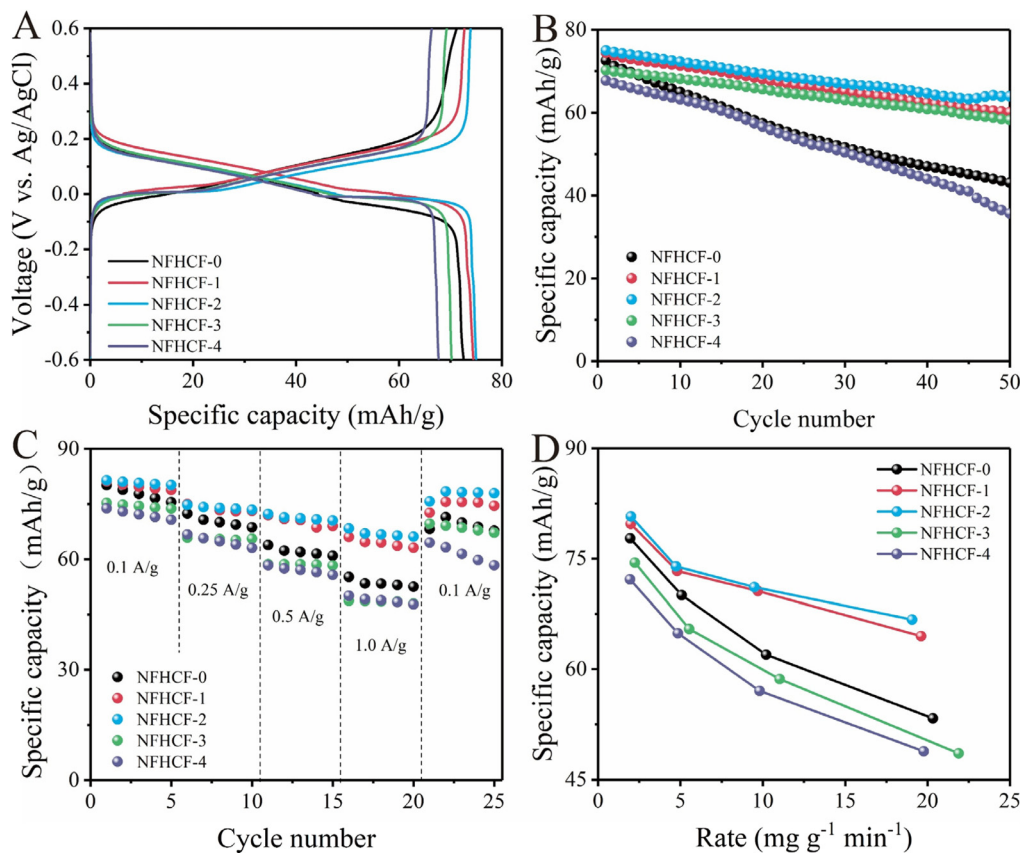 A
Voltage (V vs. Ag/AgCl)
0.6
0.4
0.2
0.0
-0.2
-0.4
-0.6
NFHCF-0
NFHCF-1
NFHCF-2
NFHCF-3
NFHCF-4
0 20 40 60 80
Specific capacity (mAh/g)
B
Specific capacity (mAh/g)
80
60
40
20
0
NFHCF-0
NFHCF-1
NFHCF-2
NFHCF-3
NFHCF-4
0 10 20 30 40 50
Cycle number
C
Specific capacity (mAh/g)
90
60
30
0
0.1 A/g
0.25 A/g
0.5 A/g
1.0 A/g
0.1 A/g
NFHCF-0
NFHCF-1
NFHCF-2
NFHCF-3
NFHCF-4
0 5 10 15 20 25
Cycle number
D
Specific capacity (mAh/g)
90
75
60
45
NFHCF-0
NFHCF-1
NFHCF-2
NFHCF-3
NFHCF-4
0 5 10 15 20 25
Rate (mg g⁻¹ min⁻¹)